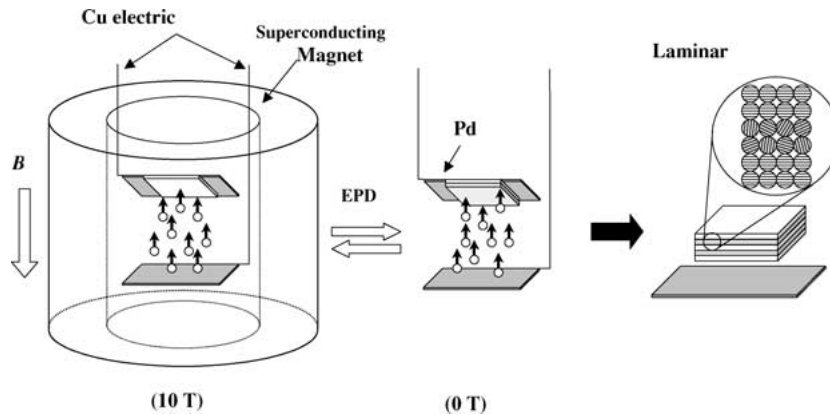 Cu electric
Superconducting
Magnet
Laminar
Pd
B
EPD
(10 T)
(0 T)